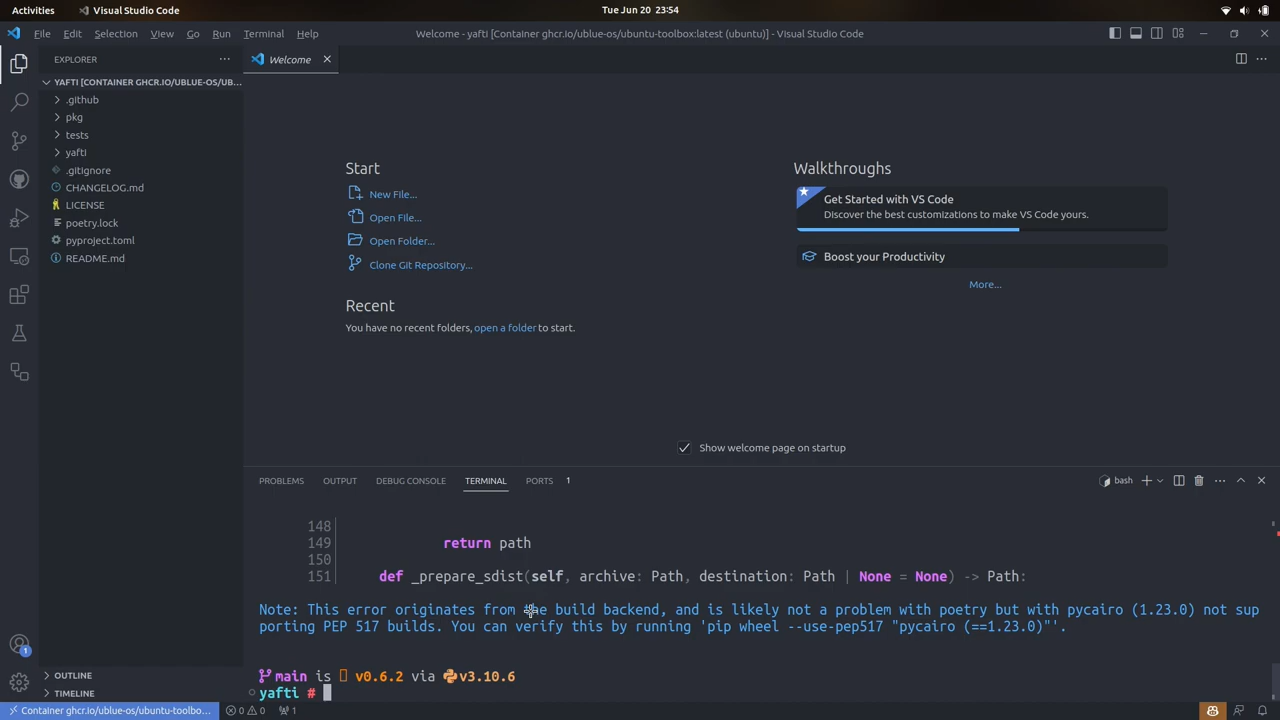 Activities
Visual Studio Code
Tue Jun 20 23:54
File Edit Selection View Go Run Terminal Help
Welcome - yafti [Container ghcr.io/ublue-os/ubuntu-toolbox:latest (ubuntu)] - Visual Studio Code
EXPLORER
Welcome
YAFTI [CONTAINER GHCR.IO/UBLUE-OS/UB...
.github
pkg
tests
yafti
.gitignore
CHANGELOG.md
LICENSE
poetry.lock
pyproject.toml
README.md
OUTLINE
TIMELINE
Start
New File...
Open File...
Open Folder...
Clone Git Repository...
Recent
You have no recent folders, open a folder to start.
Walkthroughs
Get Started with VS Code
Discover the best customizations to make VS Code yours.
Boost your Productivity
More...
Show welcome page on startup
PROBLEMS OUTPUT DEBUG CONSOLE TERMINAL PORTS 1
bash
148
149 return path
150
151 def _prepare_sdist(self, archive: Path, destination: Path | None = None) -> Path:
Note: This error originates from the build backend, and is likely not a problem with poetry but with pycairo (1.23.0) not sup
porting PEP 517 builds. You can verify this by running 'pip wheel --use-pep517 "pycairo (==1.23.0)"'.
main is v0.6.2 via v3.10.6
yafti #
1
Container ghcr.io/ublue-os/ubuntu-toolbo... 0 0 1